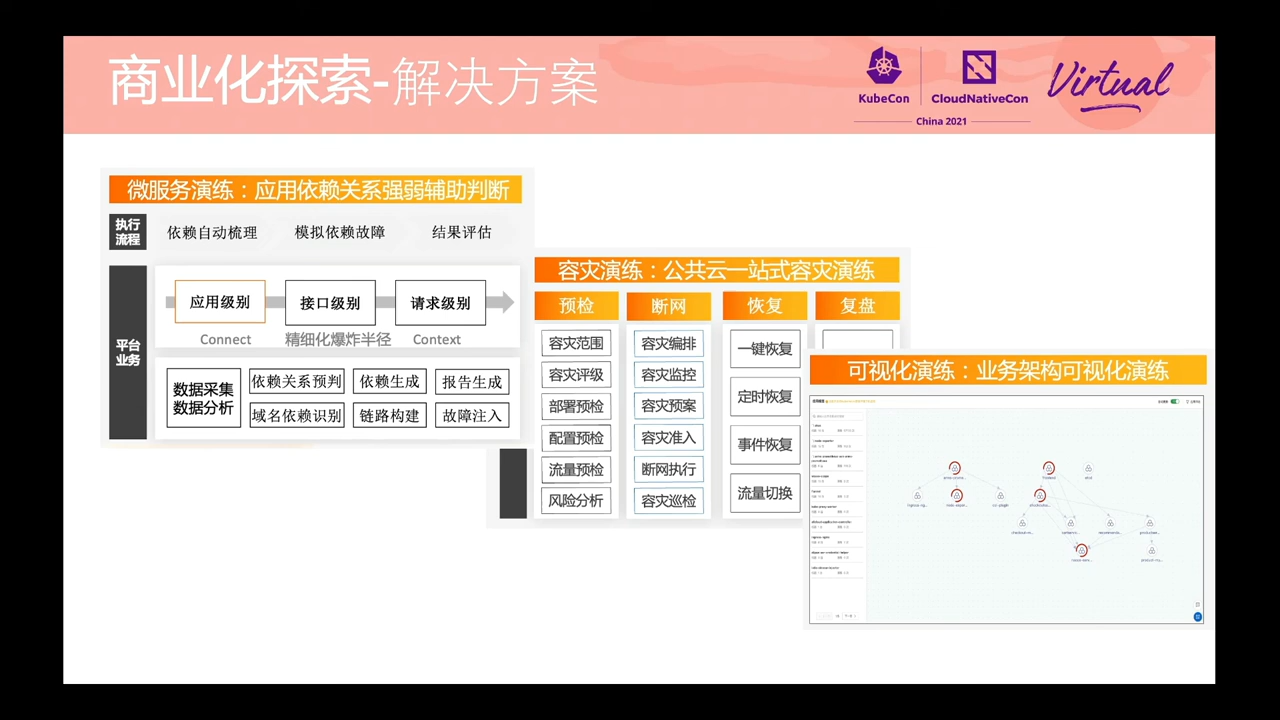 商业化探索-解决方案
KubeCon
CloudNativeCon
Virtual
China 2021
微服务演练：应用依赖关系强弱辅助判断
执行
流程
依赖自动梳理
模拟依赖故障
结果评估
平台
业务
应用级别
接口级别
请求级别
Connect
精细化爆炸半径
Context
数据采集
数据分析
依赖关系预判
依赖生成
报告生成
域名依赖识别
链路构建
故障注入
容灾演练：公共云一站式容灾演练
预检
断网
恢复
复盘
容灾范围
容灾编排
一键恢复
容灾评级
容灾监控
定时恢复
部署预检
容灾预案
事件恢复
配置预检
容灾准入
流量切换
流量预检
断网执行
风险分析
容灾巡检
可视化演练：业务架构可视化演练